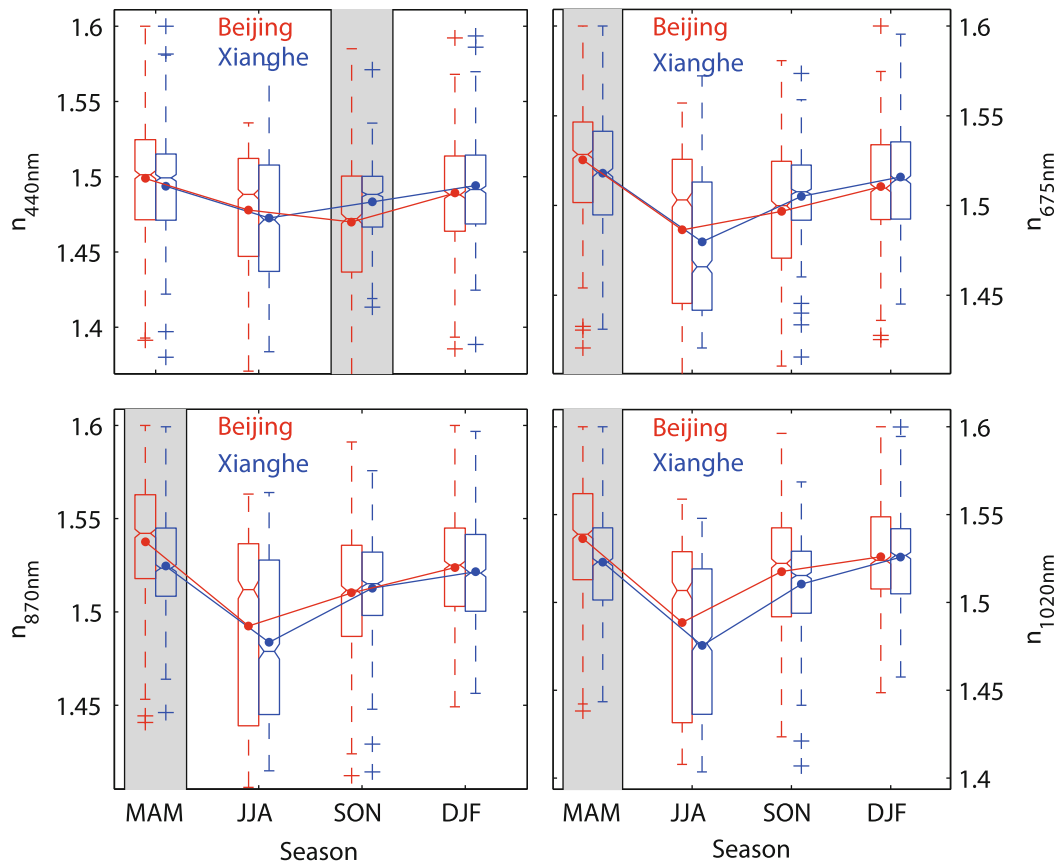 1.6
1.55
1.5
1.45
1.4
n440nm
Beijing
Xianghe
Beijing
Xianghe
1.6
1.55
1.5
1.45
n675nm
1.6
1.55
1.5
1.45
n870nm
Beijing
Xianghe
Beijing
Xianghe
1.6
1.55
1.5
1.45
1.4
n1020nm
MAM JJA SON DJF
Season
MAM JJA SON DJF
Season